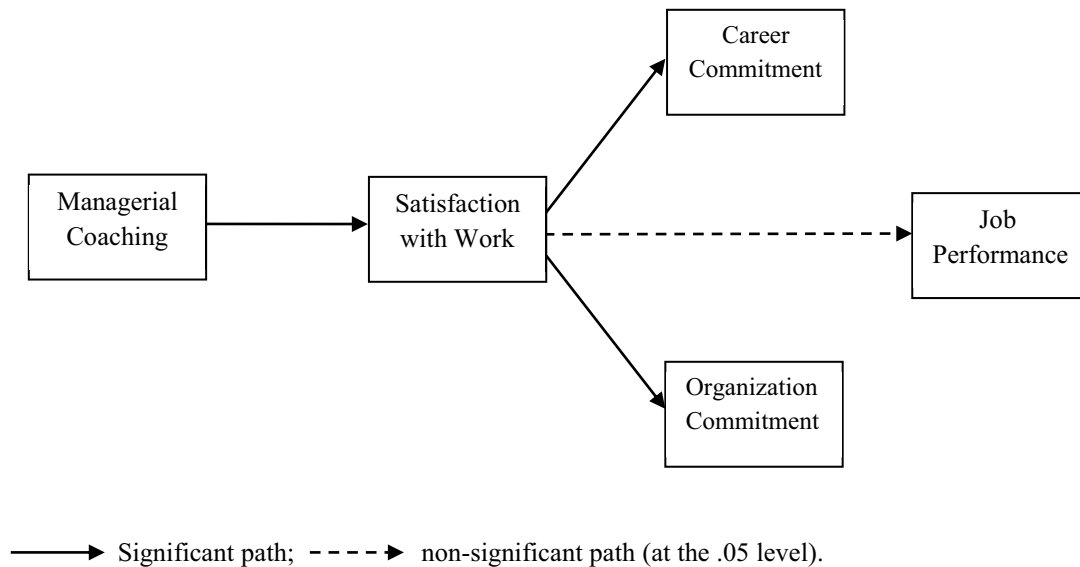 Career
Commitment
Managerial
Coaching
Satisfaction
with Work
Job
Performance
Organization
Commitment
Significant path; non-significant path (at the .05 level).